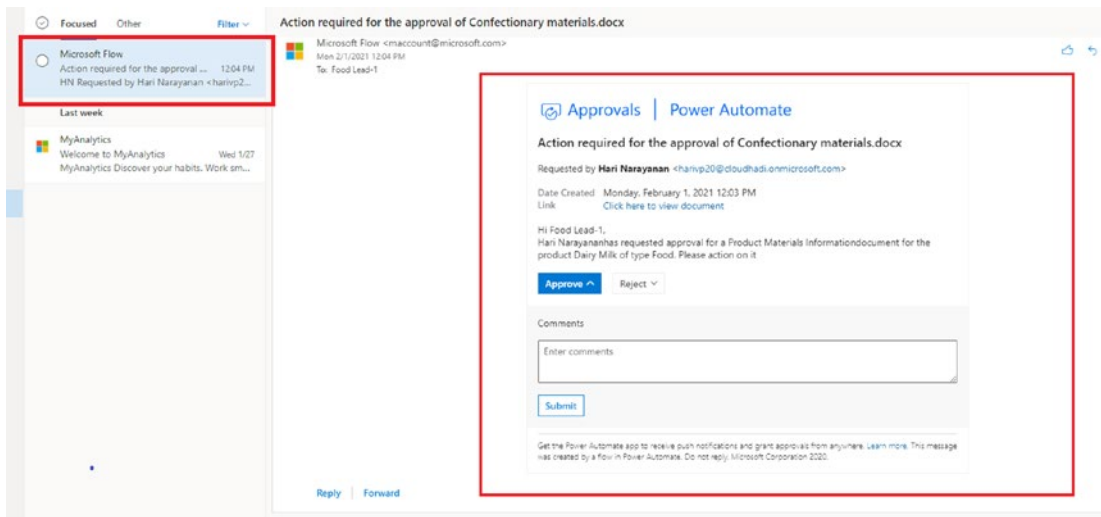 Focused Other Filter
Microsoft Flow
Action required for the approval ... 12:04 PM
HN Requested by Hari Narayanan <harivp2...
Last week
MyAnalytics
Welcome to MyAnalytics Wed 1/27
MyAnalytics Discover your habits. Work sm...
Action required for the approval of Confectionary materials.docx
Microsoft Flow <maccount@microsoft.com>
Mon 2/1/2021 12:04 PM
To: Food Lead-1
Approvals | Power Automate
Action required for the approval of Confectionary materials.docx
Requested by Hari Narayanan <harivp20@cloudhadi.onmicrosoft.com>
Date Created Monday, February 1, 2021 12:03 PM
Link Click here to view document
Hi Food Lead-1,
Hari Narayananhas requested approval for a Product Materials Informationdocument for the
product Dairy Milk of type Food. Please action on it
Approve Reject
Comments
Enter comments
Submit
Get the Power Automate app to receive push notifications and grant approvals from anywhere. Learn more. This message
was created by a flow in Power Automate. Do not reply. Microsoft Corporation 2020.
Reply | Forward